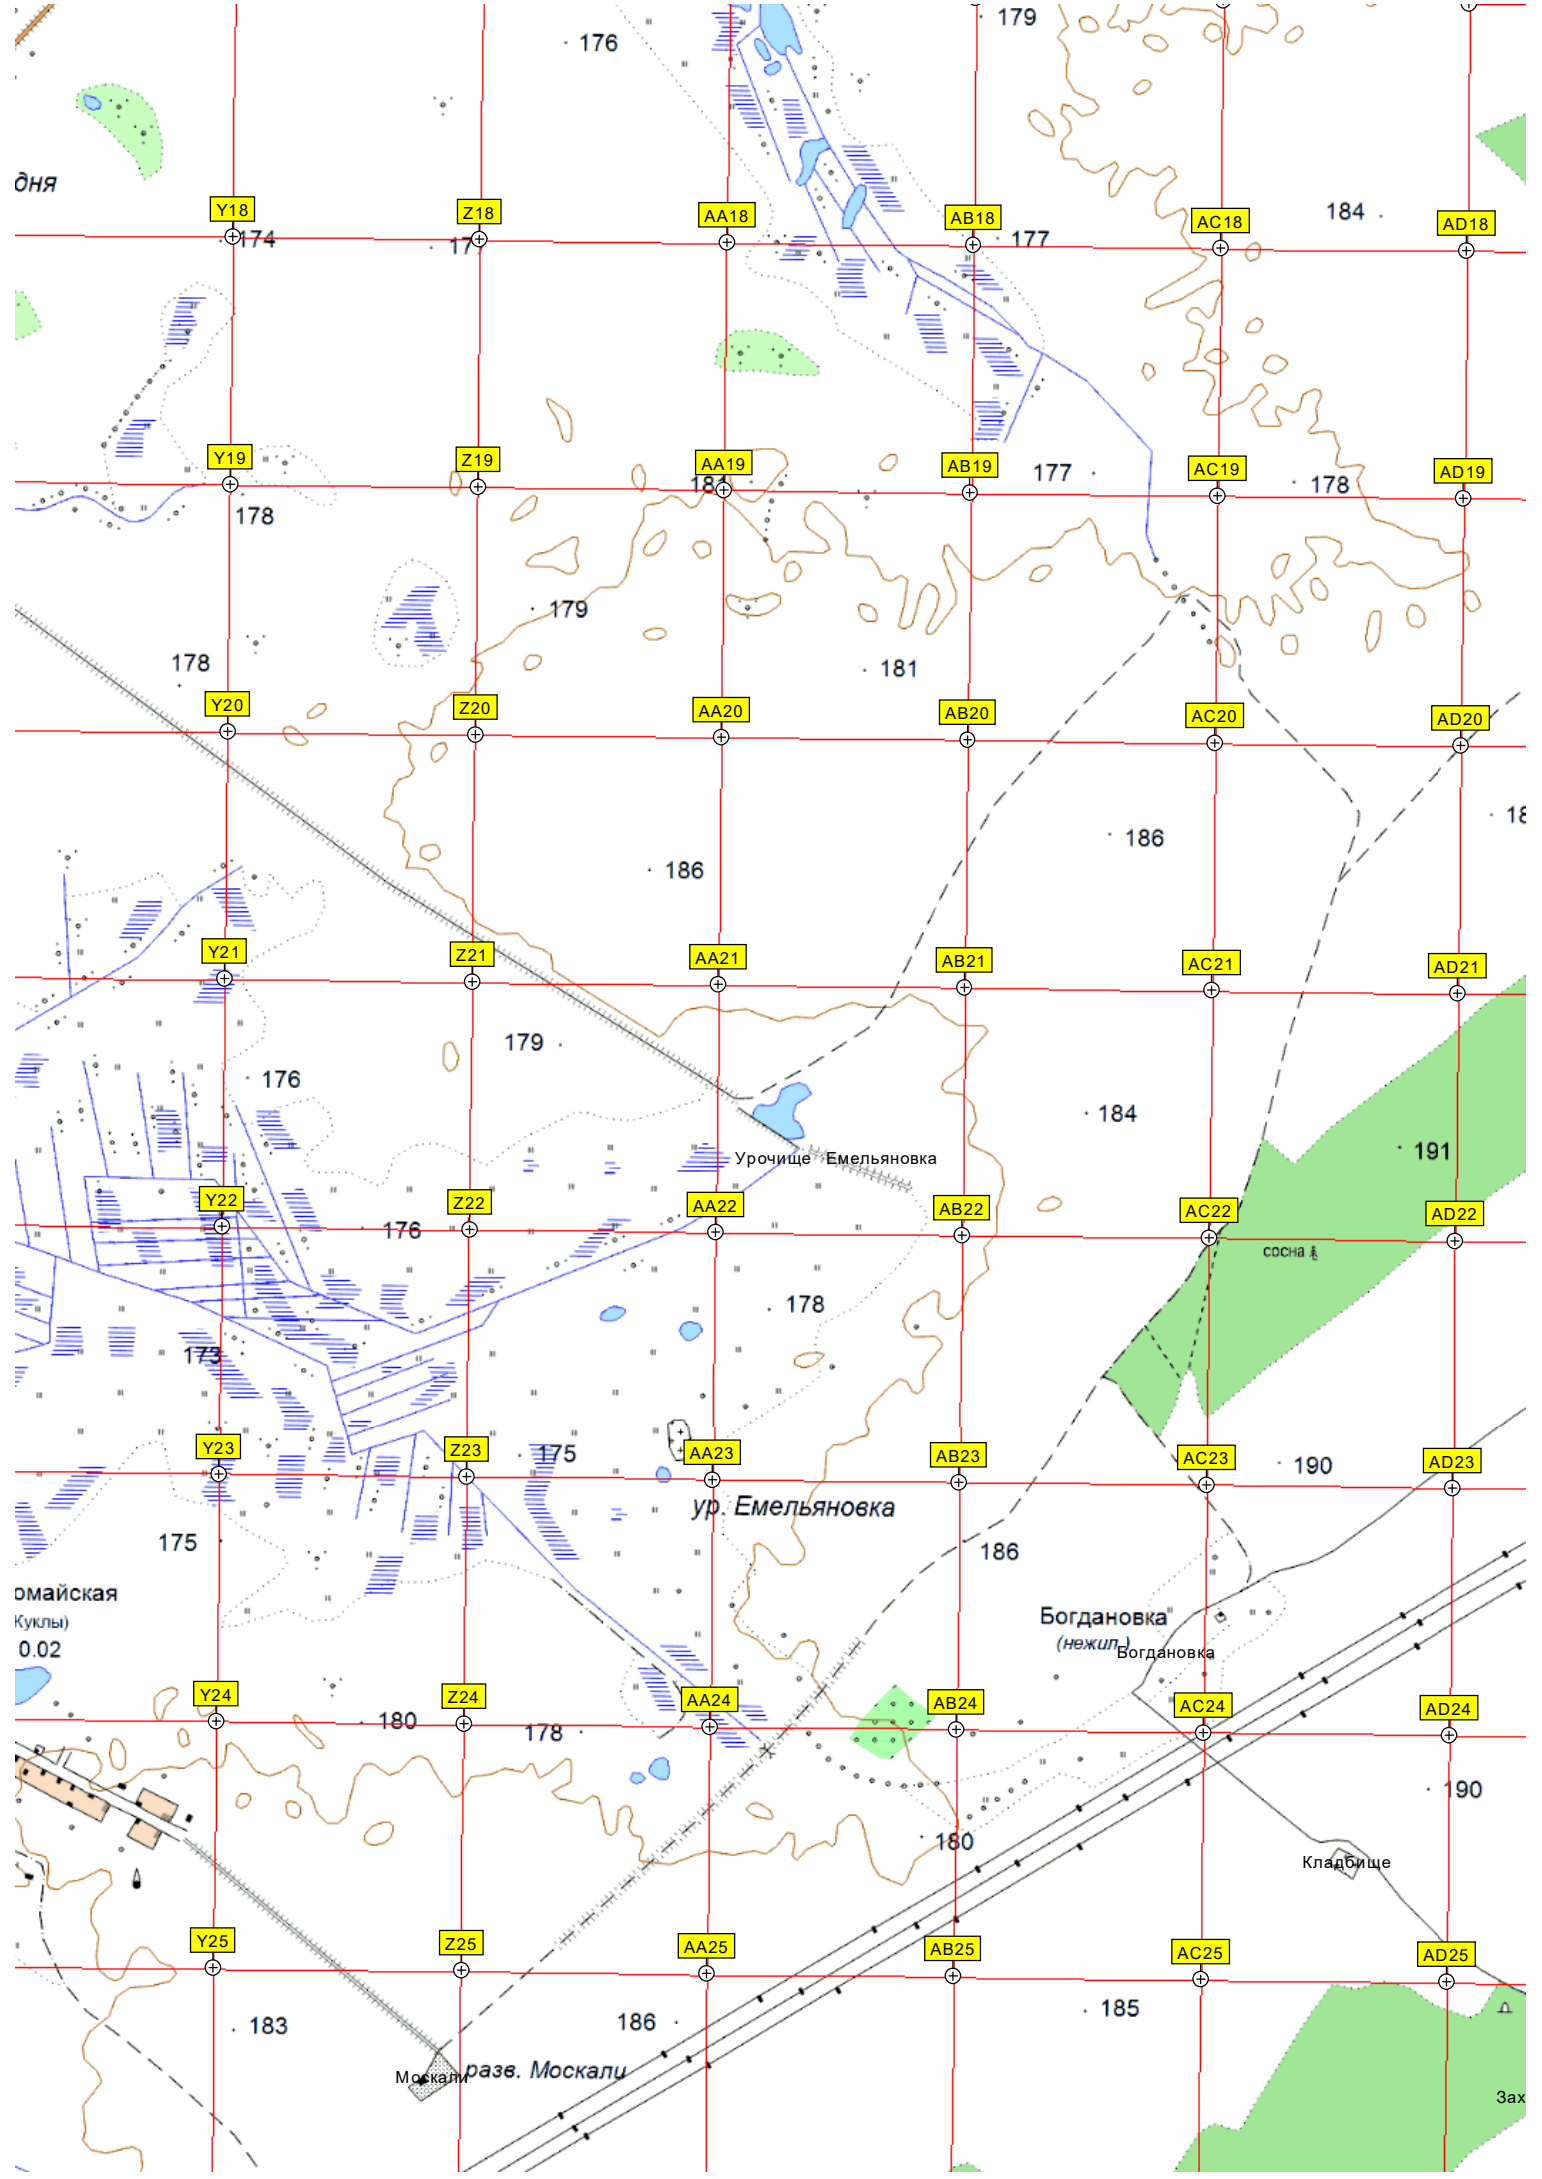 179
176
дня
Y18
Z18
AA18
AB18
AC18
184
AD18
174
177
177
Y19
Z19
AA19
AB19
AC19
AD19
181
177
178
178
179
178
181
Y20
Z20
AA20
AB20
AC20
AD20
18
186
186
Y21
Z21
AA21
AB21
AC21
AD21
179
176
184
191
Урочище Емельяновка
Y22
Z22
AA22
AB22
AC22
AD22
176
сосна
178
173
Y23
Z23
175
AA23
AB23
AC23
190
AD23
ур. Емельяновка
175
186
омайская
Куклы)
0.02
Богдановка
(нежил.)
Богдановка
Y24
Z24
AA24
AB24
AC24
AD24
180
178
190
180
Кладбище
Y25
Z25
AA25
AB25
AC25
AD25
183
186
185
разв. Москали
Москали
Зах